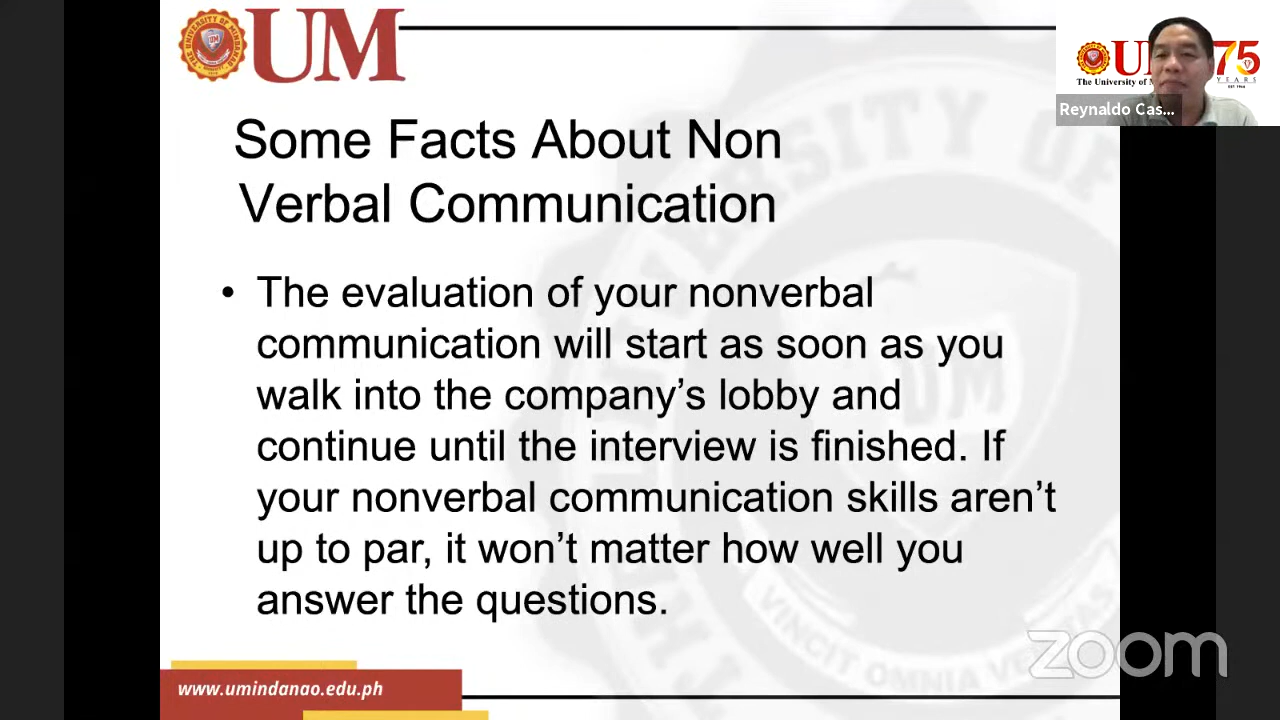 UM
Some Facts About Non
Verbal Communication
• The evaluation of your nonverbal
communication will start as soon as you
walk into the company's lobby and
continue until the interview is finished. If
your nonverbal communication skills aren't
up to par, it won't matter how well you
answer the questions.
www.umindanao.edu.ph
75
The University of
YEARS
Reynaldo Cas...
zoom
UM
VINCIT OMNIA